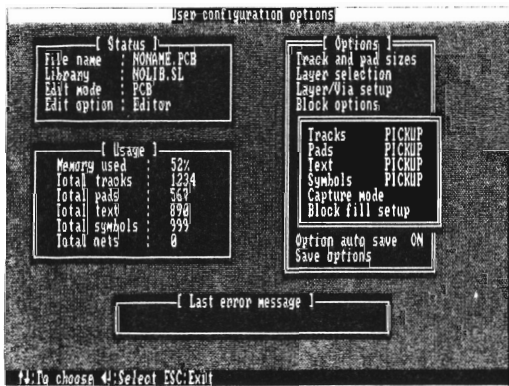 User configuration options
[ Status ]
File name : NONAME.PCB
Library : NOLIB.SL
Edit mode : PCB
Edit option : Editor
[ Usage ]
Memory used : 52%
Total tracks : 1234
Total pads : 567
Total text : 890
Total symbols : 999
Total nets : 0
[ Options ]
Track and pad sizes
Layer selection
Layer/Via setup
Block options
Tracks PICKUP
Pads PICKUP
Text PICKUP
Symbols PICKUP
Capture mode
Block fill setup
Option auto save ON
Save options
[ Last error message ]
↑↓:To choose ↵:Select ESC:Exit